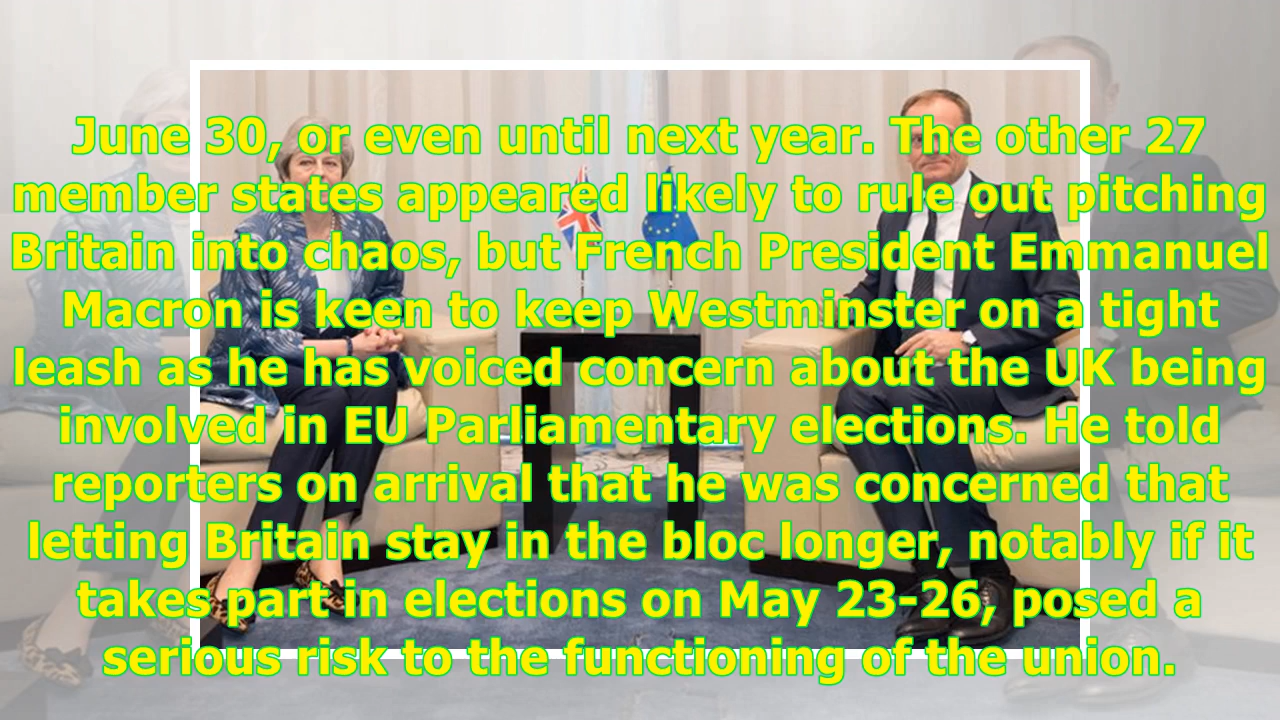 June 30, or even until next year. The other 27
member states appeared likely to rule out pitching
Britain into chaos, but French President Emmanuel
Macron is keen to keep Westminster on a tight
leash as he has voiced concern about the UK being
involved in EU Parliamentary elections. He told
reporters on arrival that he was concerned that
letting Britain stay in the bloc longer, notably if it
takes part in elections on May 23-26, posed a
serious risk to the functioning of the union.